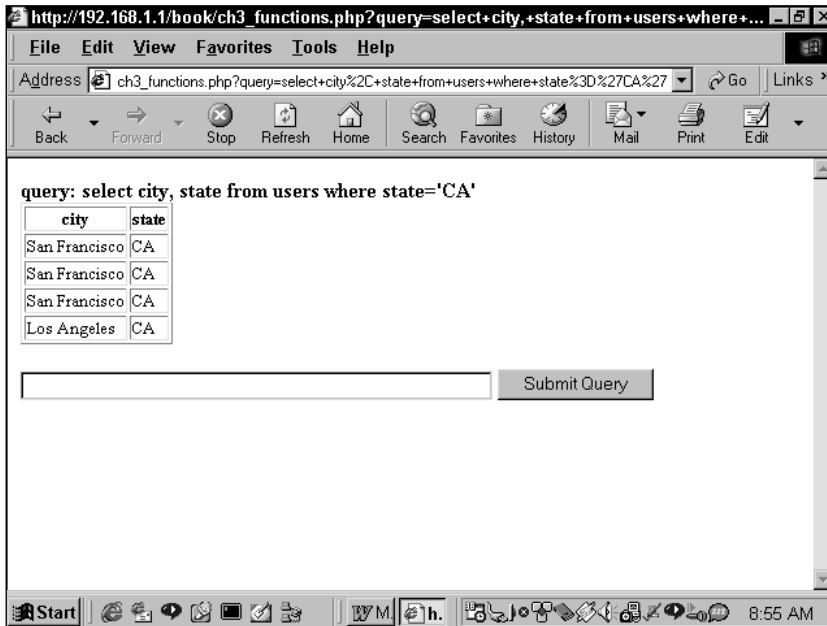 http://192.168.1.1/book/ch3_functions.php?query=select+city,+state+from+users+where+...
File Edit View Favorites Tools Help
Address ch3_functions.php?query=select+city%2C+state+from+users+where+state%3D%27CA%27 Go Links »
Back Forward Stop Refresh Home Search Favorites History Mail Print Edit
query: select city, state from users where state='CA'
city state
San Francisco CA
San Francisco CA
San Francisco CA
Los Angeles CA
Submit Query
Start M. h. 8:55 AM